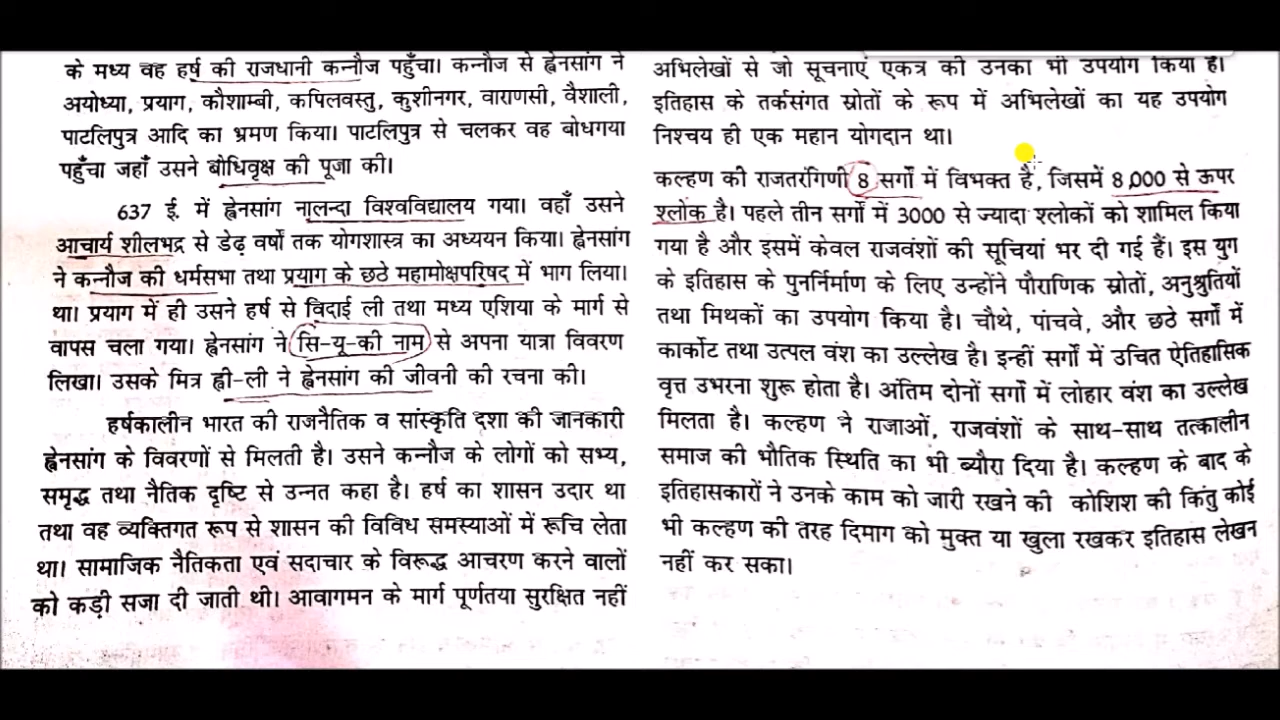 के मध्य वह हर्ष की राजधानी कन्नौज पहुँचा। कन्नौज से ह्वेनसांग ने
अयोध्या, प्रयाग, कौशाम्बी, कपिलवस्तु, कुशीनगर, वाराणसी, वैशाली,
पाटलिपुत्र आदि का भ्रमण किया। पाटलिपुत्र से चलकर वह बोधगया
पहुँचा जहाँ उसने बोधिवृक्ष की पूजा की।
637 ई. में ह्वेनसांग नालन्दा विश्वविद्यालय गया। वहाँ उसने
आचार्य शीलभद्र से डेढ़ वर्षों तक योगशास्त्र का अध्ययन किया। ह्वेनसांग
ने कन्नौज की धर्मसभा तथा प्रयाग के छठे महामोक्षपरिषद में भाग लिया।
था। प्रयाग में ही उसने हर्ष से विदाई ली तथा मध्य एशिया के मार्ग से
वापस चला गया। ह्वेनसांग ने सि-यू-की नाम से अपना यात्रा विवरण
लिखा। उसके मित्र ह्वी-ली ने ह्वेनसांग की जीवनी की रचना की।
हर्षकालीन भारत की राजनैतिक व सांस्कृति दशा की जानकारी
ह्वेनसांग के विवरणों से मिलती है। उसने कन्नौज के लोगों को सभ्य,
समृद्ध तथा नैतिक दृष्टि से उन्नत कहा है। हर्ष का शासन उदार था
तथा वह व्यक्तिगत रूप से शासन की विविध समस्याओं में रूचि लेता
था। सामाजिक नैतिकता एवं सदाचार के विरूद्ध आचरण करने वालों
को कड़ी सजा दी जाती थी। आवागमन के मार्ग पूर्णतया सुरक्षित नहीं
अभिलेखों से जो सूचनाएं एकत्र की उनका भी उपयोग किया है।
इतिहास के तर्कसंगत स्रोतों के रूप में अभिलेखों का यह उपयोग
निश्चय ही एक महान योगदान था।
कल्हण की राजतरंगिणी 8 सर्गों में विभक्त है, जिसमें 8,000 से ऊपर
श्लोक है। पहले तीन सर्गों में 3000 से ज्यादा श्लोकों को शामिल किया
गया है और इसमें केवल राजवंशों की सूचियां भर दी गई हैं। इस युग
के इतिहास के पुनर्निर्माण के लिए उन्होंने पौराणिक स्रोतों, अनुश्रुतियों
तथा मिथकों का उपयोग किया है। चौथे, पांचवे, और छठे सर्गों में
कार्कोट तथा उत्पल वंश का उल्लेख है। इन्हीं सर्गों में उचित ऐतिहासिक
वृत्त उभरना शुरू होता है। अंतिम दोनों सर्गों में लोहार वंश का उल्लेख
मिलता है। कल्हण ने राजाओं, राजवंशों के साथ-साथ तत्कालीन
समाज की भौतिक स्थिति का भी ब्यौरा दिया है। कल्हण के बाद के
इतिहासकारों ने उनके काम को जारी रखने की कोशिश की किंतु कोई
भी कल्हण की तरह दिमाग को मुक्त या खुला रखकर इतिहास लेखन
नहीं कर सका।